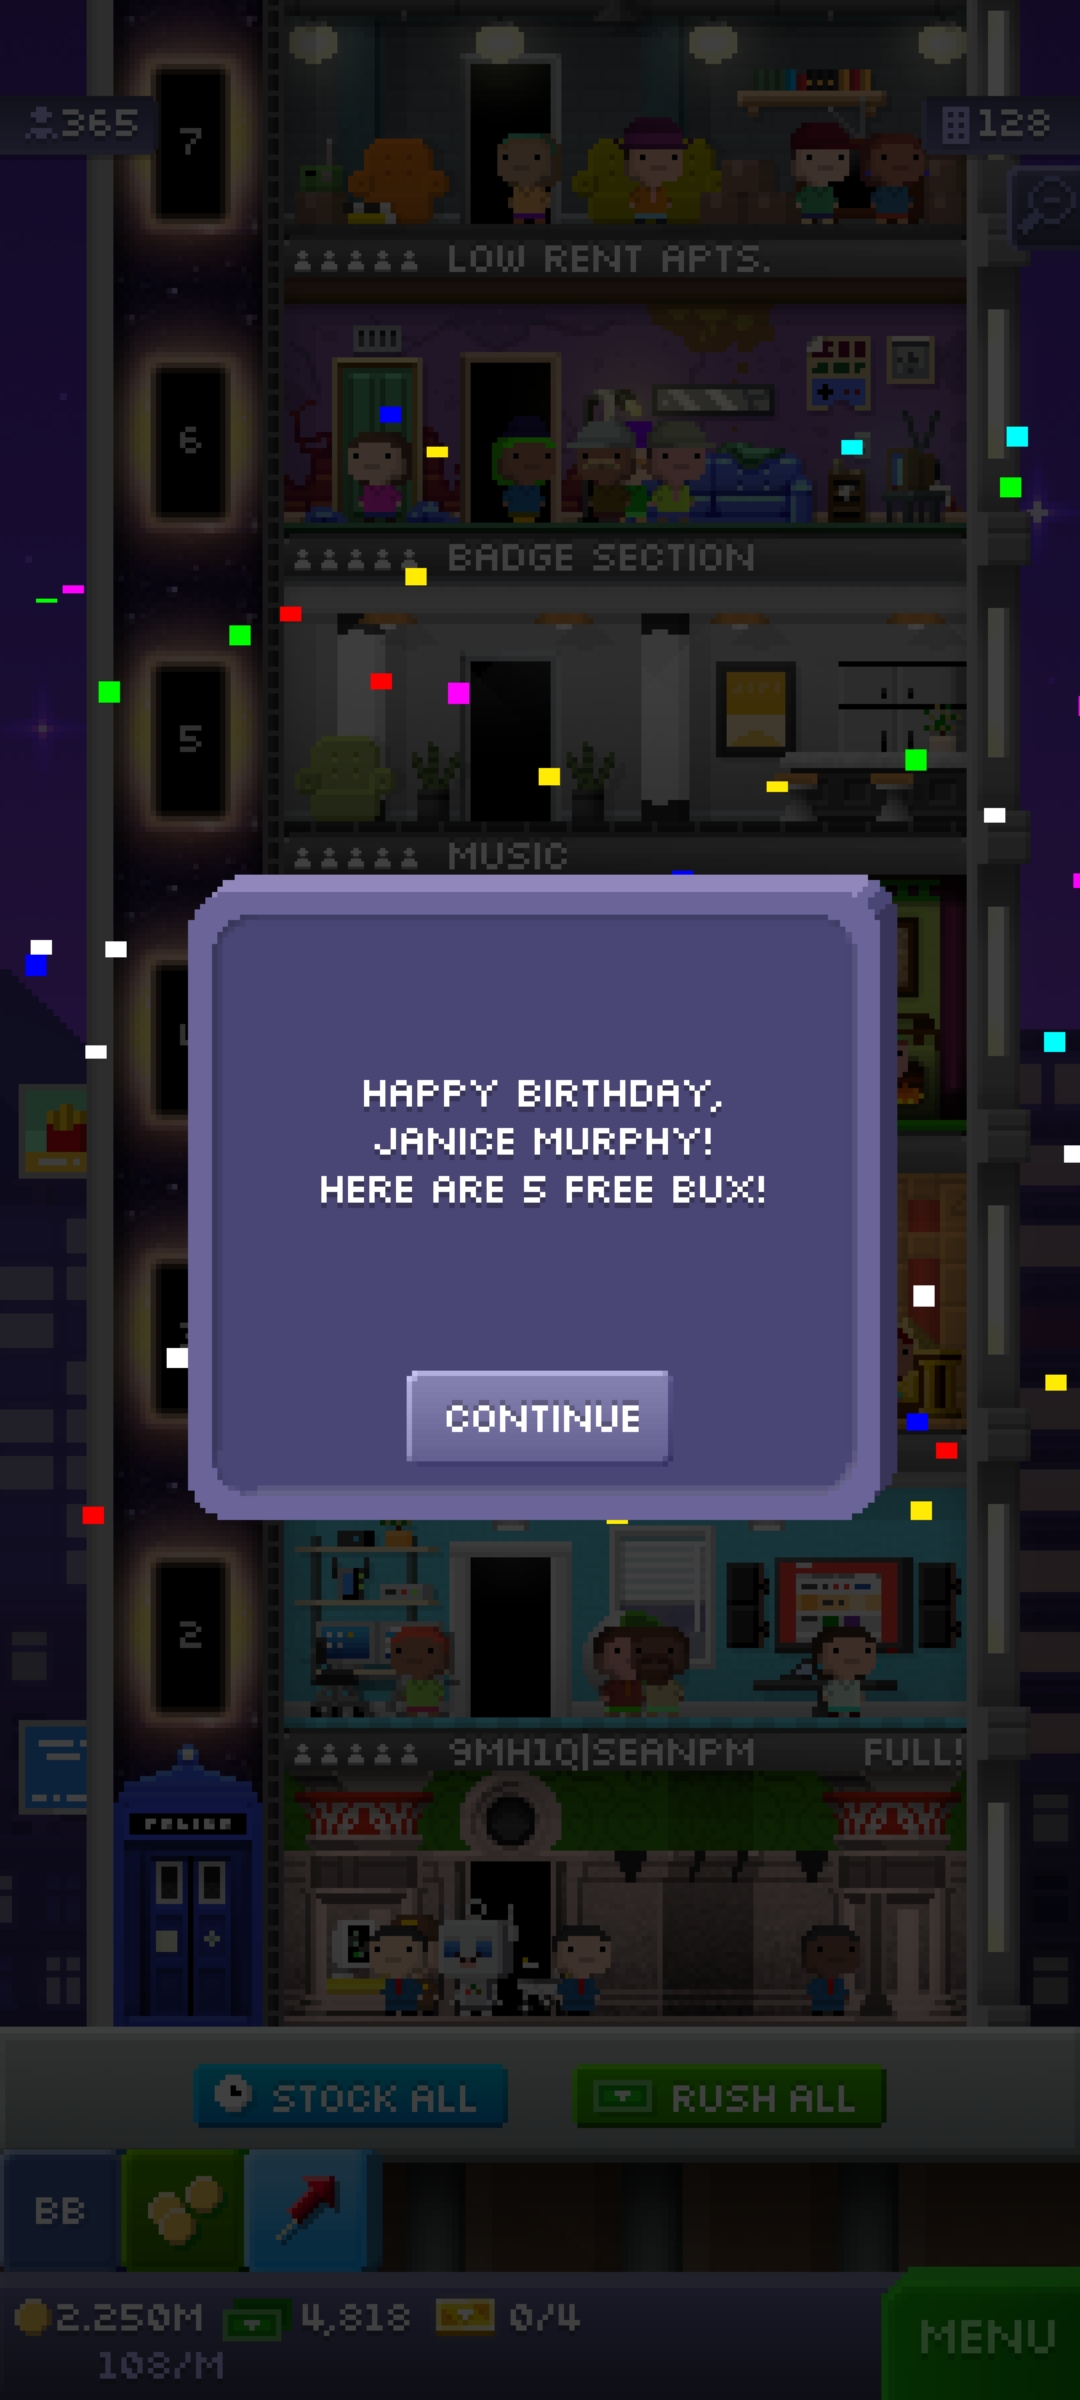 365
7
128
LOW RENT APTS.
6
BADGE SECTION
5
MUSIC
HAPPY BIRTHDAY,
JANICE MURPHY!
HERE ARE 5 FREE BUX!
CONTINUE
2
9MH1Q|SEANPM FULL!
POLICE
STOCK ALL
RUSH ALL
BB
2.250M 4,818 0/4
108/M
MENU